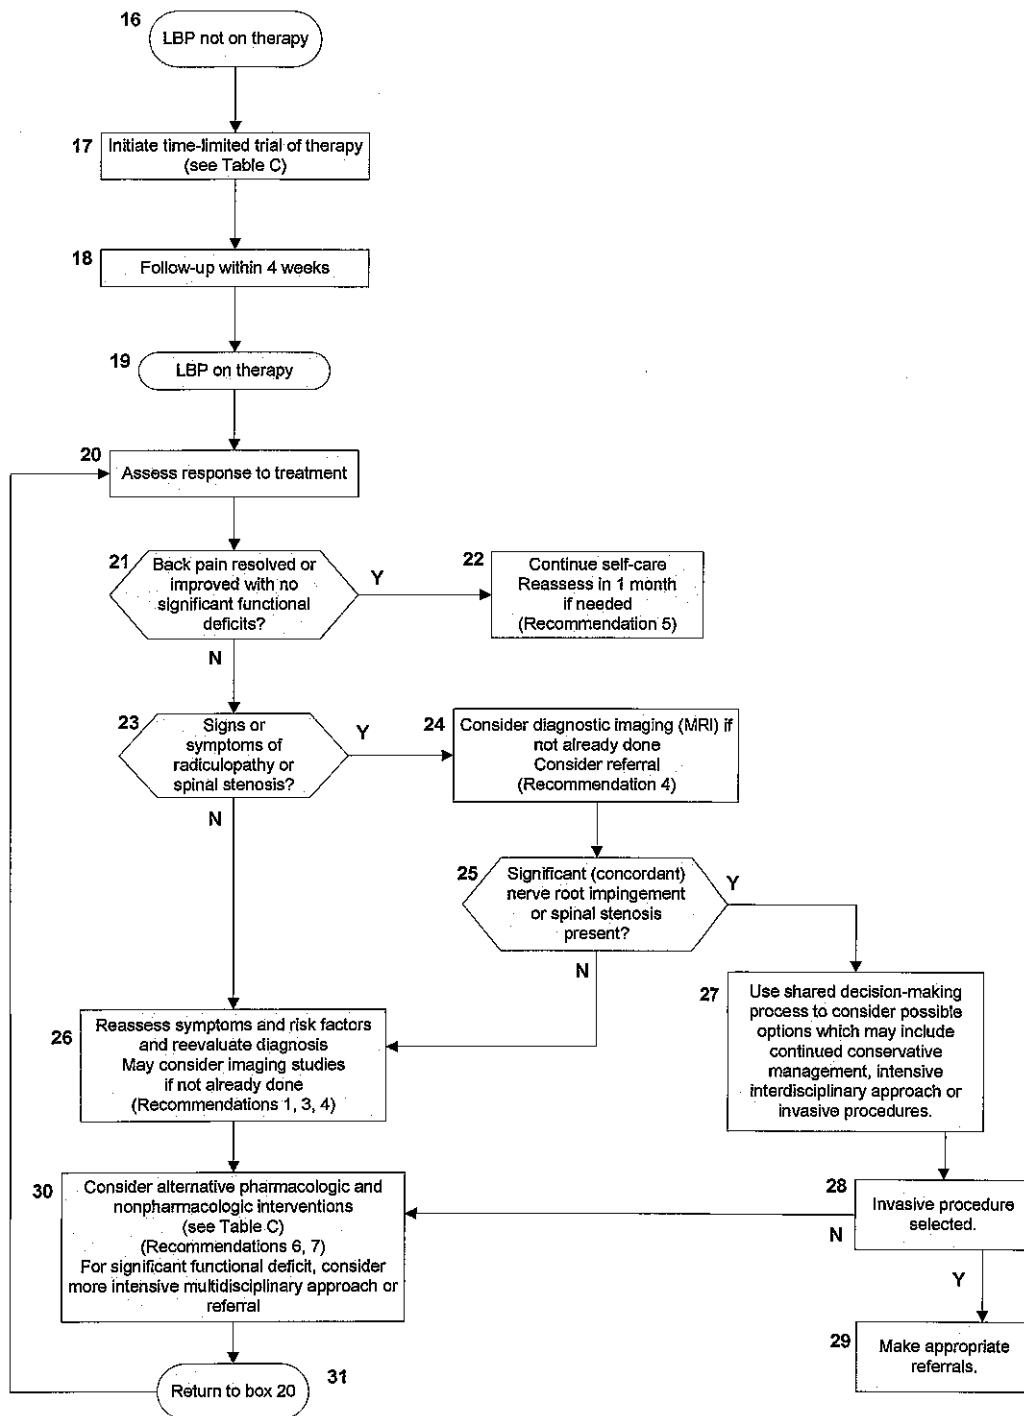 16
LBP not on therapy
17
Initiate time-limited trial of therapy
(see Table C)
18
Follow-up within 4 weeks
19
LBP on therapy
20
Assess response to treatment
21
Back pain resolved or
improved with no
significant functional
deficits?
Y
N
22
Continue self-care
Reassess in 1 month
if needed
(Recommendation 5)
23
Signs or
symptoms of
radiculopathy or
spinal stenosis?
Y
N
24
Consider diagnostic imaging (MRI) if
not already done
Consider referral
(Recommendation 4)
25
Significant (concordant)
nerve root impingement
or spinal stenosis
present?
Y
N
26
Reassess symptoms and risk factors
and reevaluate diagnosis
May consider imaging studies
if not already done
(Recommendations 1, 3, 4)
27
Use shared decision-making
process to consider possible
options which may include
continued conservative
management, intensive
interdisciplinary approach or
invasive procedures.
28
Invasive procedure
selected.
N
Y
29
Make appropriate
referrals.
30
Consider alternative pharmacologic and
nonpharmacologic interventions
(see Table C)
(Recommendations 6, 7)
For significant functional deficit, consider
more intensive multidisciplinary approach or
referral
31
Return to box 20